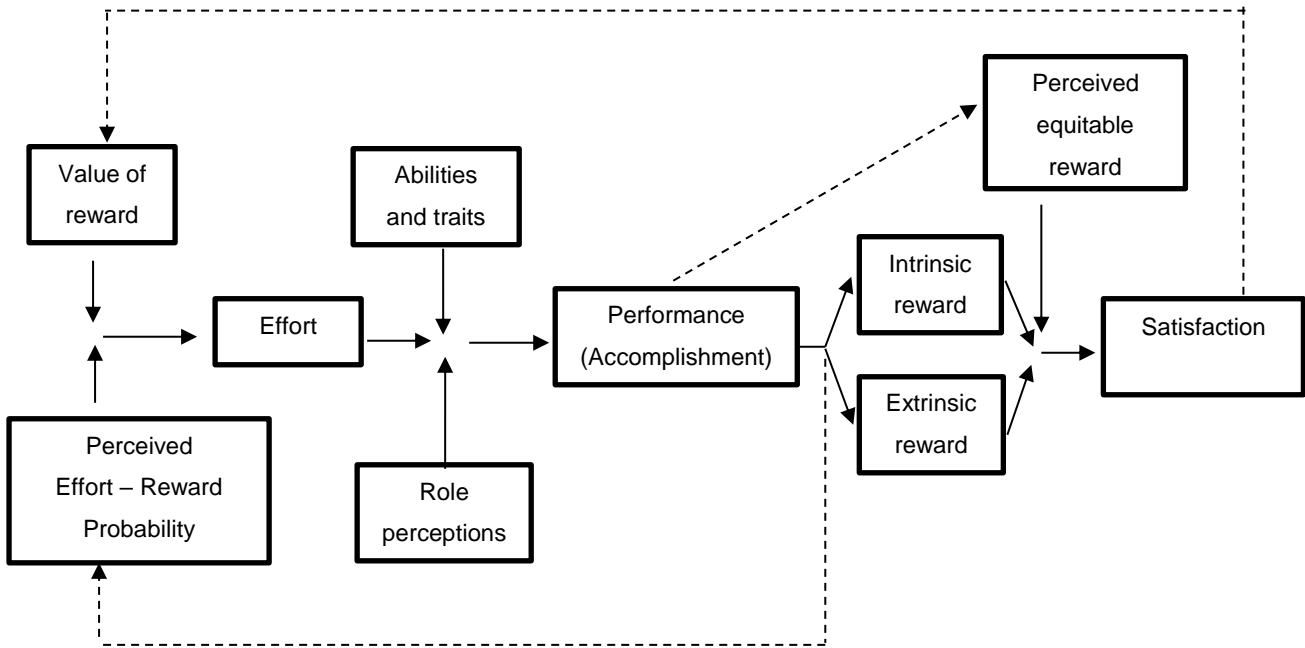 Perceived
equitable
reward
Value of
reward
Abilities
and traits
Intrinsic
reward
Effort
Performance
(Accomplishment)
Satisfaction
Extrinsic
reward
Perceived
Effort – Reward
Probability
Role
perceptions